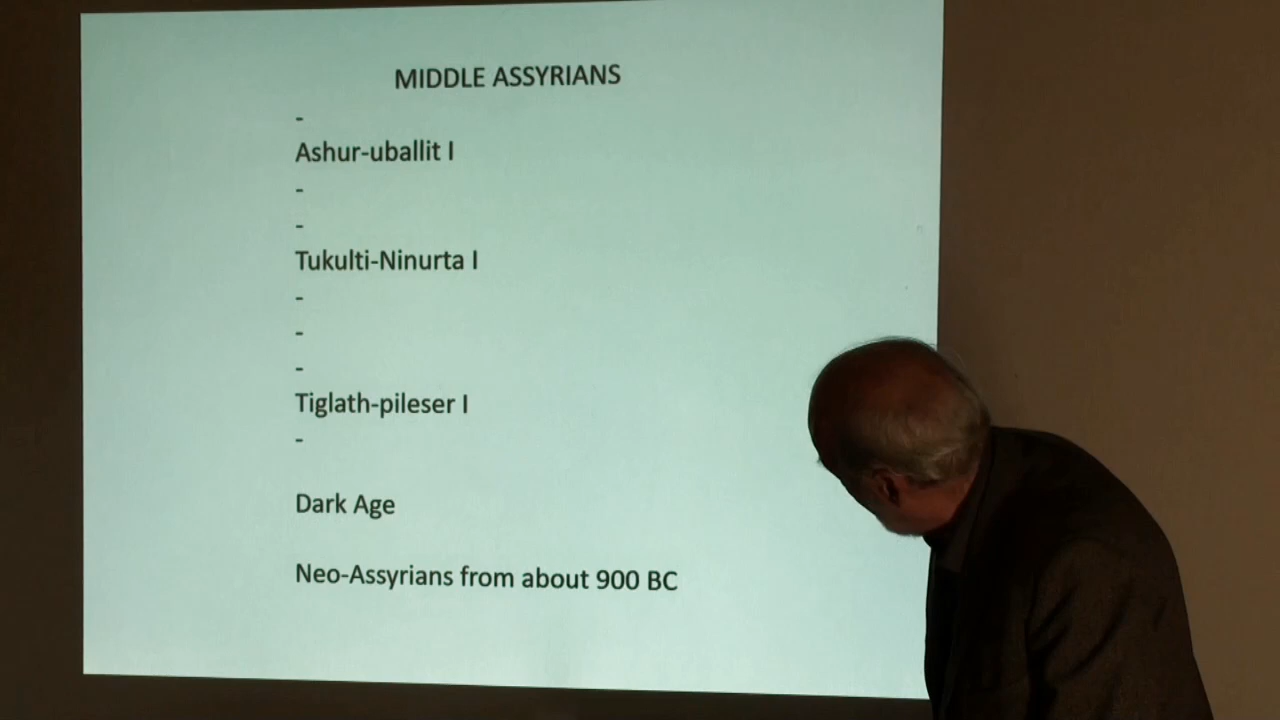 MIDDLE ASSYRIANS
-
Ashur-uballit I
-
-
Tukulti-Ninurta I
-
-
-
Tiglath-pileser I
-
Dark Age
Neo-Assyrians from about 900 BC